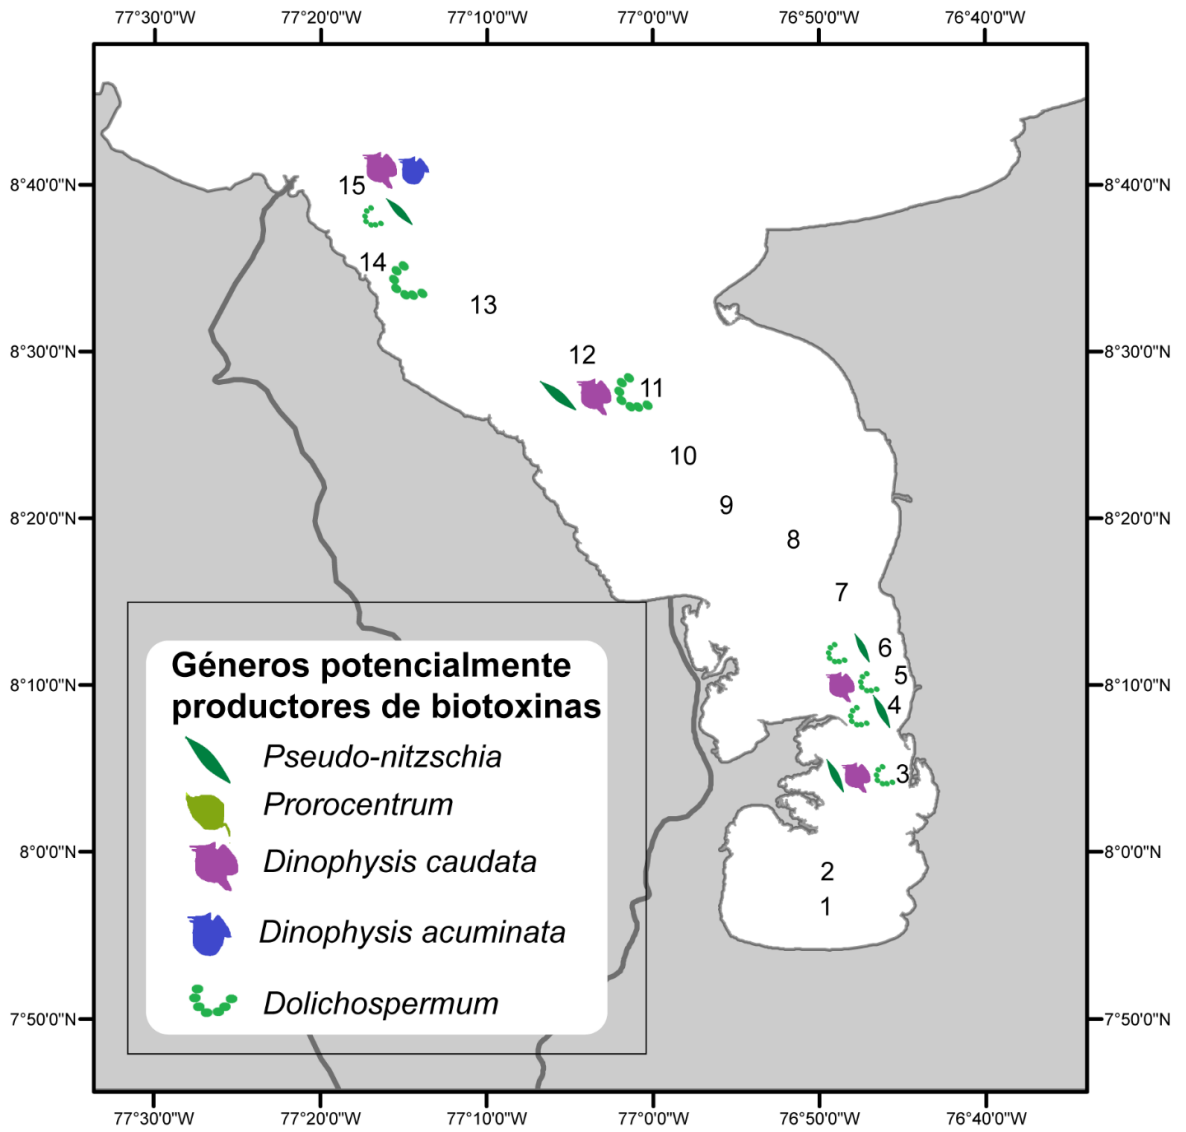 77°30'0"W 77°20'0"W 77°10'0"W 77°0'0"W 76°50'0"W 76°40'0"W
8°40'0"N 15 8°40'0"N
14
13
8°30'0"N 12 8°30'0"N
11
10
8°20'0"N 9 8°20'0"N
8
7
6
5
8°10'0"N 8°10'0"N
4
3
8°0'0"N 8°0'0"N
2
1
7°50'0"N 7°50'0"N
Géneros potencialmente
productores de biotoxinas
Pseudo-nitzschia
Prorocentrum
Dinophysis caudata
Dinophysis acuminata
Dolichospermum
77°30'0"W 77°20'0"W 77°10'0"W 77°0'0"W 76°50'0"W 76°40'0"W